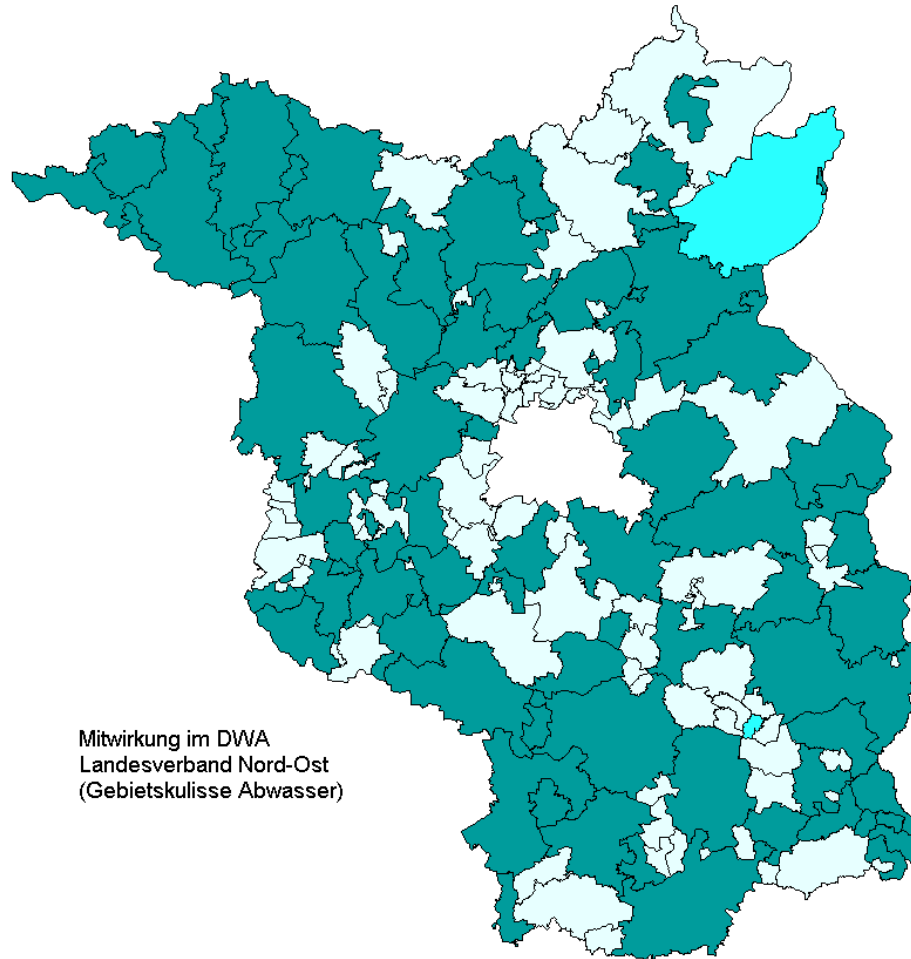 Mitwirkung im DWA
Landesverband Nord-Ost
(Gebietskulisse Abwasser)